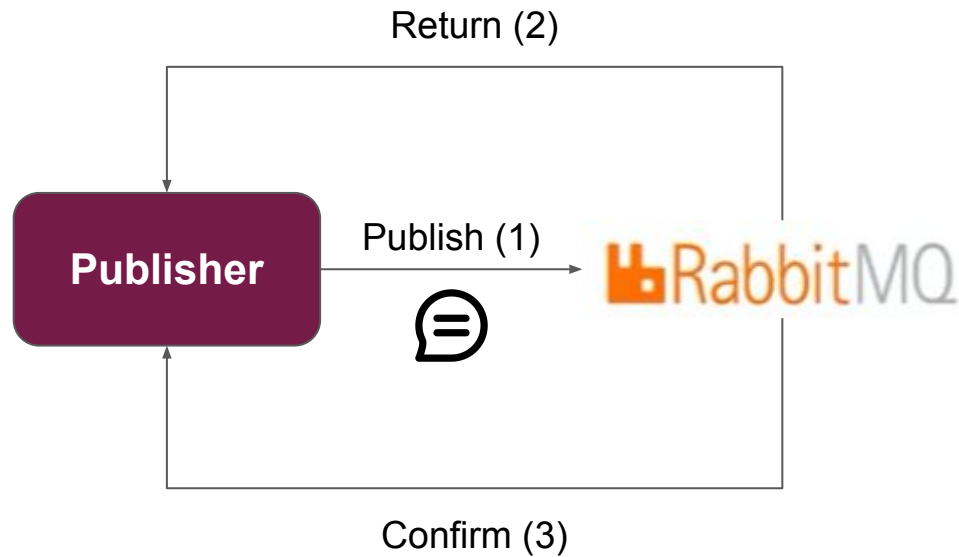 Return (2)
Publish (1)
Publisher
RabbitMQ
Confirm (3)